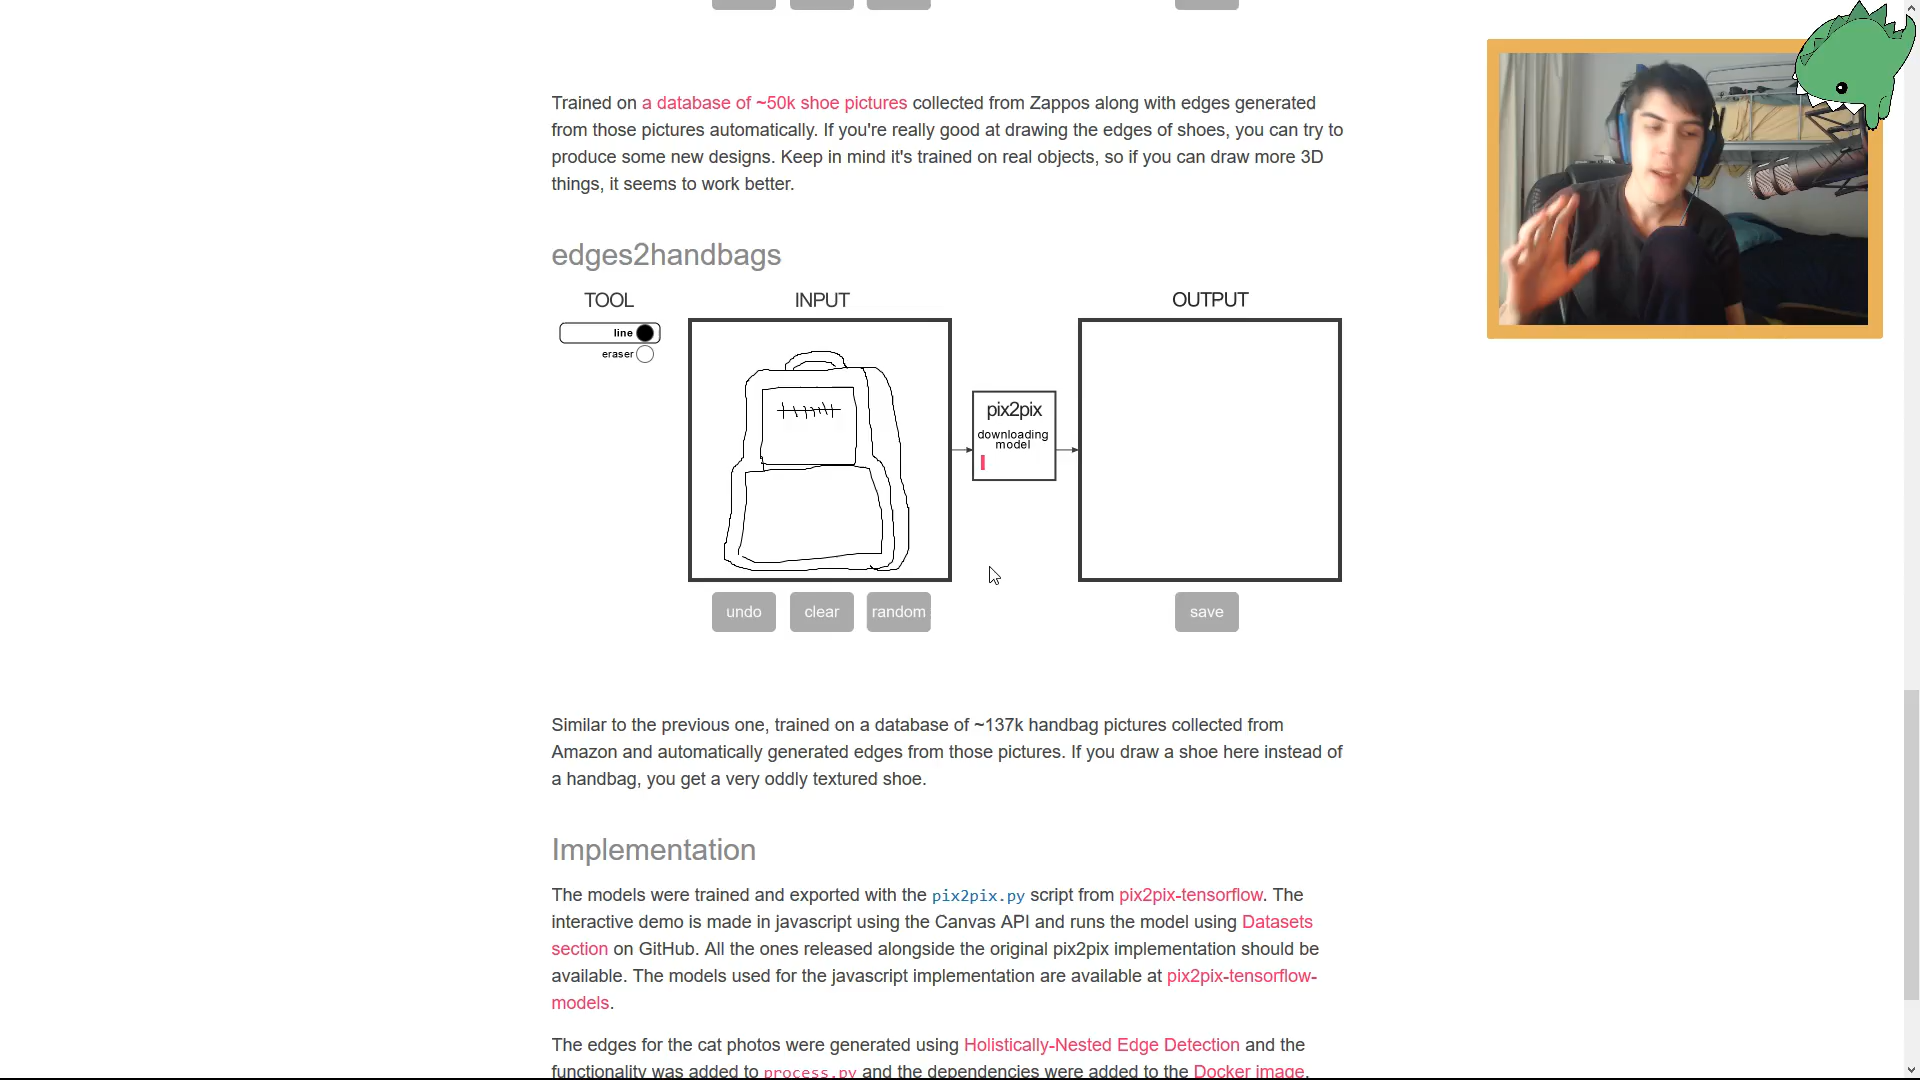 Trained on a database of ~50k shoe pictures collected from Zappos along with edges generated
from those pictures automatically. If you're really good at drawing the edges of shoes, you can try to
produce some new designs. Keep in mind it's trained on real objects, so if you can draw more 3D
things, it seems to work better.
edges2handbags
TOOL
INPUT
OUTPUT
line
eraser
pix2pix
downloading
model
undo
clear
random
save
Similar to the previous one, trained on a database of ~137k handbag pictures collected from
Amazon and automatically generated edges from those pictures. If you draw a shoe here instead of
a handbag, you get a very oddly textured shoe.
Implementation
The models were trained and exported with the pix2pix.py script from pix2pix-tensorflow. The
interactive demo is made in javascript using the Canvas API and runs the model using Datasets
section on GitHub. All the ones released alongside the original pix2pix implementation should be
available. The models used for the javascript implementation are available at pix2pix-tensorflow-
models.
The edges for the cat photos were generated using Holistically-Nested Edge Detection and the
functionality was added to process.py and the dependencies were added to the Docker image.